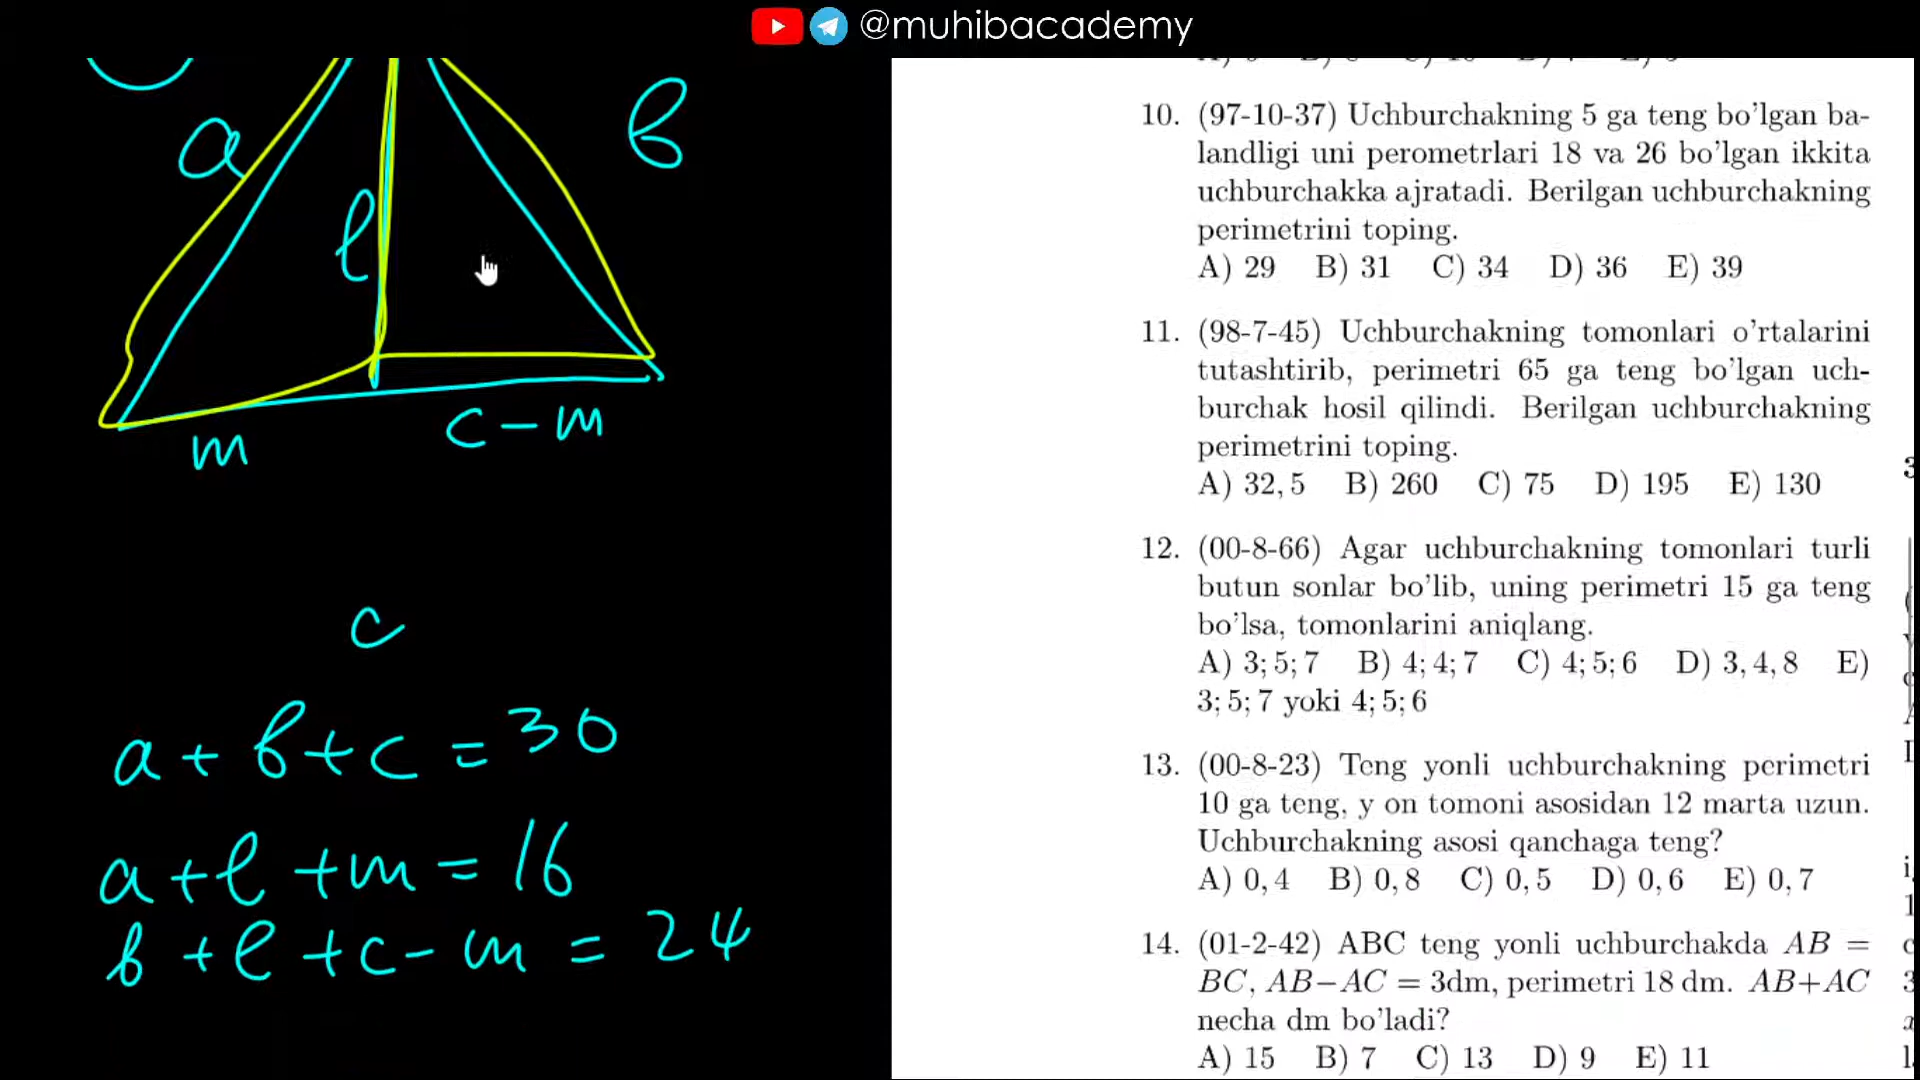 @muhibacademy
a
b
l
m
c - m
c
a + b + c = 30
a + l + m = 16
b + l + c - m = 24
10. (97-10-37) Uchburchakning 5 ga teng bo'lgan ba-
landligi uni perometrlari 18 va 26 bo'lgan ikkita
uchburchakka ajratadi. Berilgan uchburchakning
perimetrini toping.
A) 29 B) 31 C) 34 D) 36 E) 39
11. (98-7-45) Uchburchakning tomonlari o'rtalarini
tutashtirib, perimetri 65 ga teng bo'lgan uch-
burchak hosil qilindi. Berilgan uchburchakning
perimetrini toping.
A) 32,5 B) 260 C) 75 D) 195 E) 130
12. (00-8-66) Agar uchburchakning tomonlari turli
butun sonlar bo'lib, uning perimetri 15 ga teng
bo'lsa, tomonlarini aniqlang.
A) 3; 5; 7 B) 4; 4; 7 C) 4; 5; 6 D) 3, 4, 8 E)
3; 5; 7 yoki 4; 5; 6
13. (00-8-23) Teng yonli uchburchakning perimetri
10 ga teng, y on tomoni asosidan 12 marta uzun.
Uchburchakning asosi qanchaga teng?
A) 0,4 B) 0,8 C) 0,5 D) 0,6 E) 0,7
14. (01-2-42) ABC teng yonli uchburchakda AB =
BC, AB−AC = 3dm, perimetri 18 dm. AB+AC
necha dm bo'ladi?
A) 15 B) 7 C) 13 D) 9 E) 11